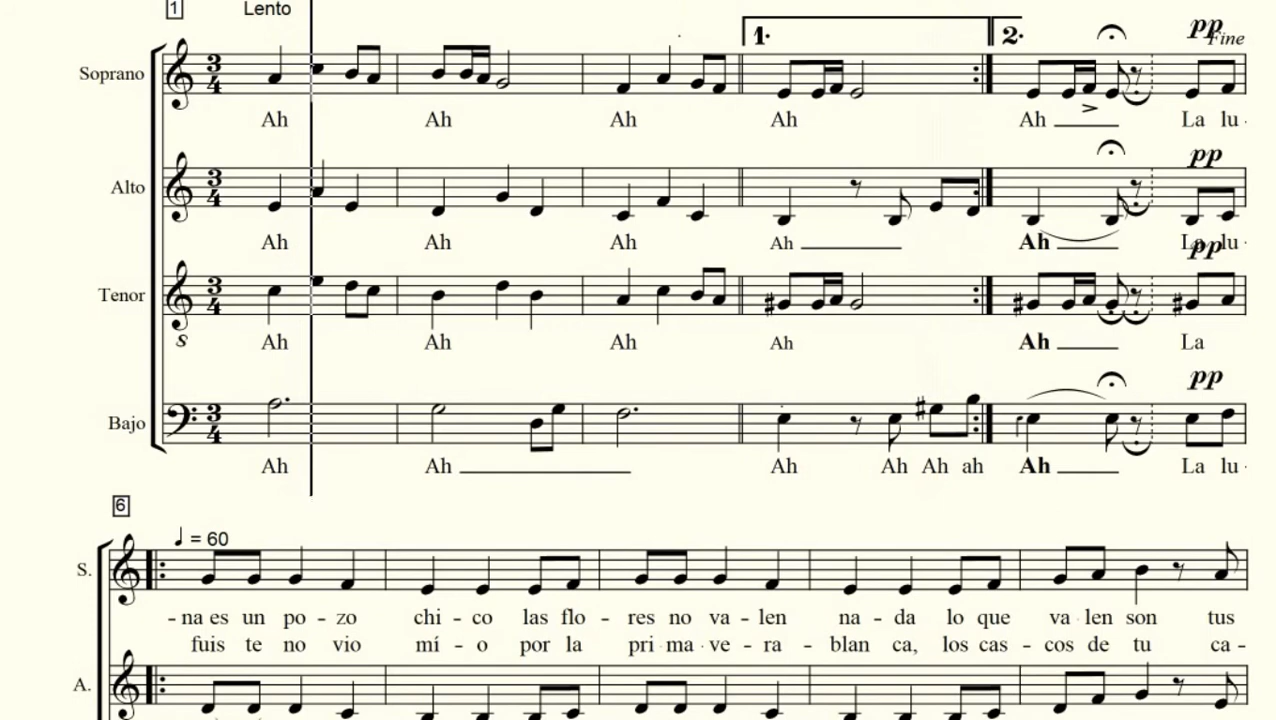 1 Lento
1. 2. pp Fine
Soprano
Ah Ah Ah Ah Ah La lu-
pp
Alto
Ah Ah Ah Ah Ah La lu-
pp
Tenor
Ah Ah Ah Ah Ah La
pp
Bajo
Ah Ah Ah Ah Ah ah Ah La lu-
6
♩ = 60
S.
- na es un po - zo chi - co las flo - res no va - len na - da lo que va - len son tus
fuis te no vio mí - o por la pri - ma - ve - ra - blan ca, los cas - cos de tu ca -
A.